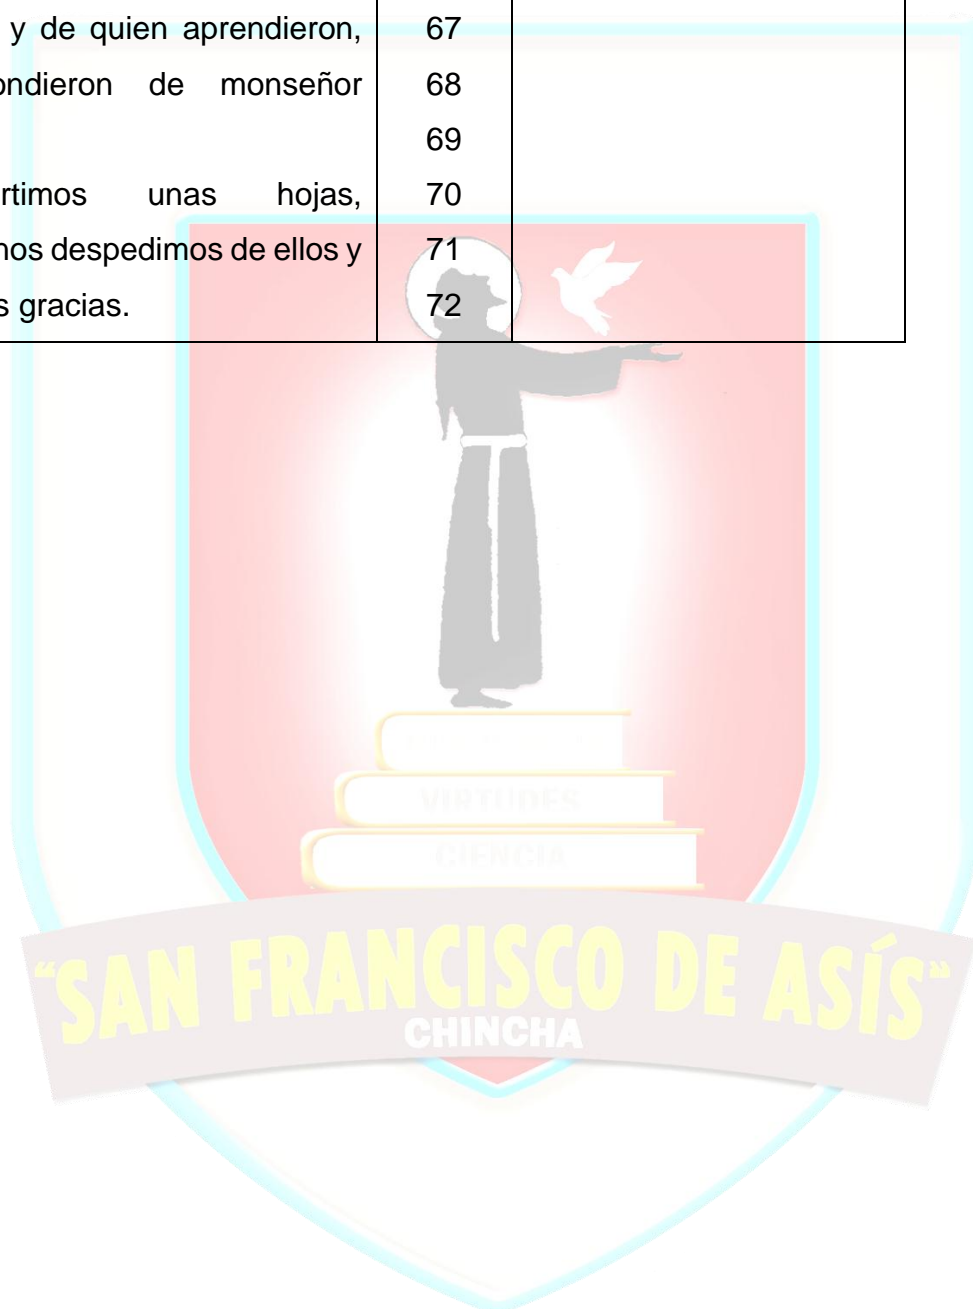 y de quien aprendieron, 67
ondieron de monseñor 68
69
rtimos unas hojas, 70
nos despedimos de ellos y 71
s gracias. 72
VIRTUDES
CIENCIA
“SAN FRANCISCO DE ASÍS”
CHINCHA